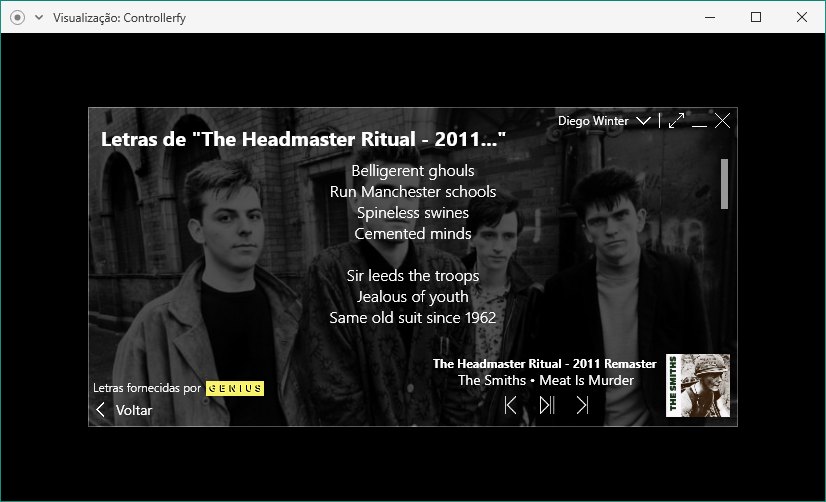 Visualização: Controllerfy
Diego Winter
Letras de "The Headmaster Ritual - 2011..."
Belligerent ghouls
Run Manchester schools
Spineless swines
Cemented minds
Sir leeds the troops
Jealous of youth
Same old suit since 1962
The Headmaster Ritual - 2011 Remaster
The Smiths • Meat Is Murder
THE SMITHS
Letras fornecidas por GENIUS
Voltar